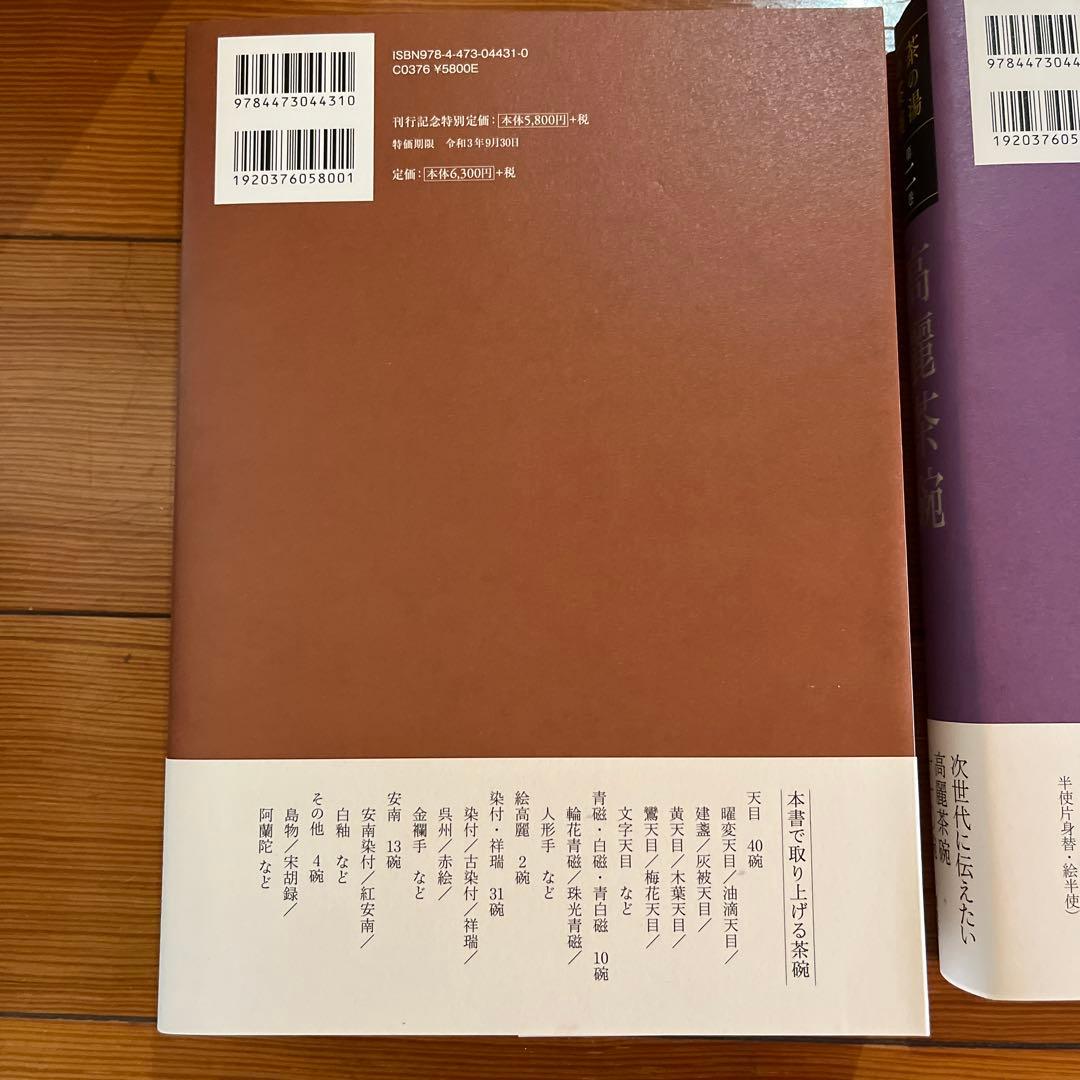 9784473044310
1920376058001
ISBN978-4-473-04431-0
C0376 ¥5800E
刊行記念特別定価：本体5,800円+税
特価期限　令和3年9月30日
定価：本体6,300円+税
本書で取り上げる茶碗
天目　40碗
曜変天目／油滴天目／
建盞／灰被天目／
黄天目／木葉天目／
鸞天目／梅花天目／
文字天目　など
青磁・白磁・青白磁　10碗
輪花青磁／珠光青磁／
人形手　など
絵高麗　2碗
染付・祥瑞　31碗
染付／古染付／祥瑞／
呉州／赤絵／
金襴手　など
安南　13碗
安南染付／紅安南／
白釉　など
その他　4碗
島物／宋胡録／
阿蘭陀 など
茶の湯
第二巻
高麗茶碗
9784473044
192037605
半使片身替・絵半使）
次世代に伝えたい
高麗茶碗